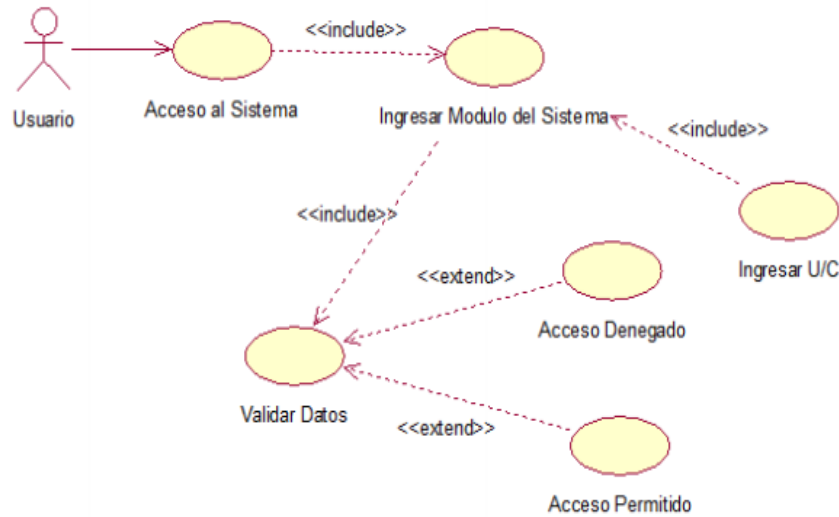 <<include>>
Usuario
Acceso al Sistema
Ingresar Modulo del Sistema
<<include>>
<<include>>
Ingresar U/C
<<extend>>
Acceso Denegado
Validar Datos
<<extend>>
Acceso Permitido